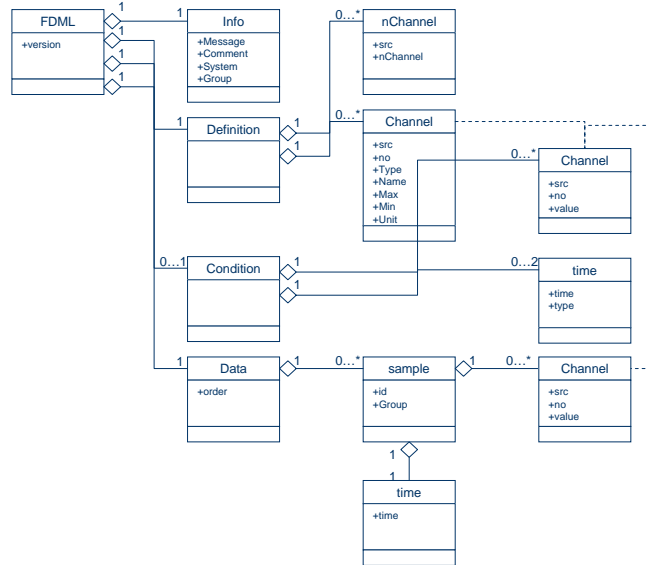 FDML
+version
1
1
1
1
1
Info
+Message
+Comment
+System
+Group
0…*
nChannel
+src
+nChannel
1
Definition
1
1
0…*
Channel
+src
+no
+Type
+Name
+Max
+Min
+Unit
0…*
Channel
+src
+no
+value
0…1
Condition
1
1
0…2
time
+time
+type
1
Data
+order
1
0…*
sample
+id
+Group
1
0…*
Channel
+src
+no
+value
1
1
time
+time